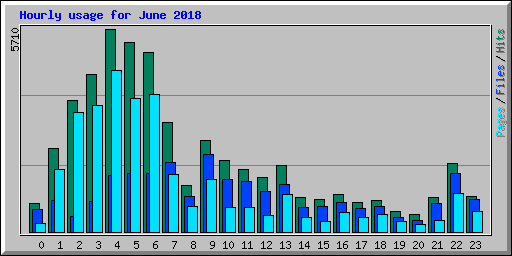 Hourly usage for June 2018
5710
Pages / Files / Hits
0 1 2 3 4 5 6 7 8 9 10 11 12 13 14 15 16 17 18 19 20 21 22 23